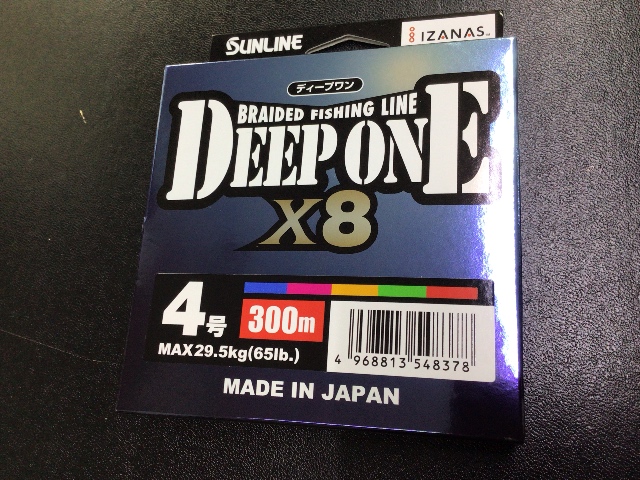 SUNLINE
IZANAS
ディープワン
BRAIDED FISHING LINE
DEEP ONE
X8
4号
300m
MAX29.5kg(65lb.)
4 968813 548378
MADE IN JAPAN